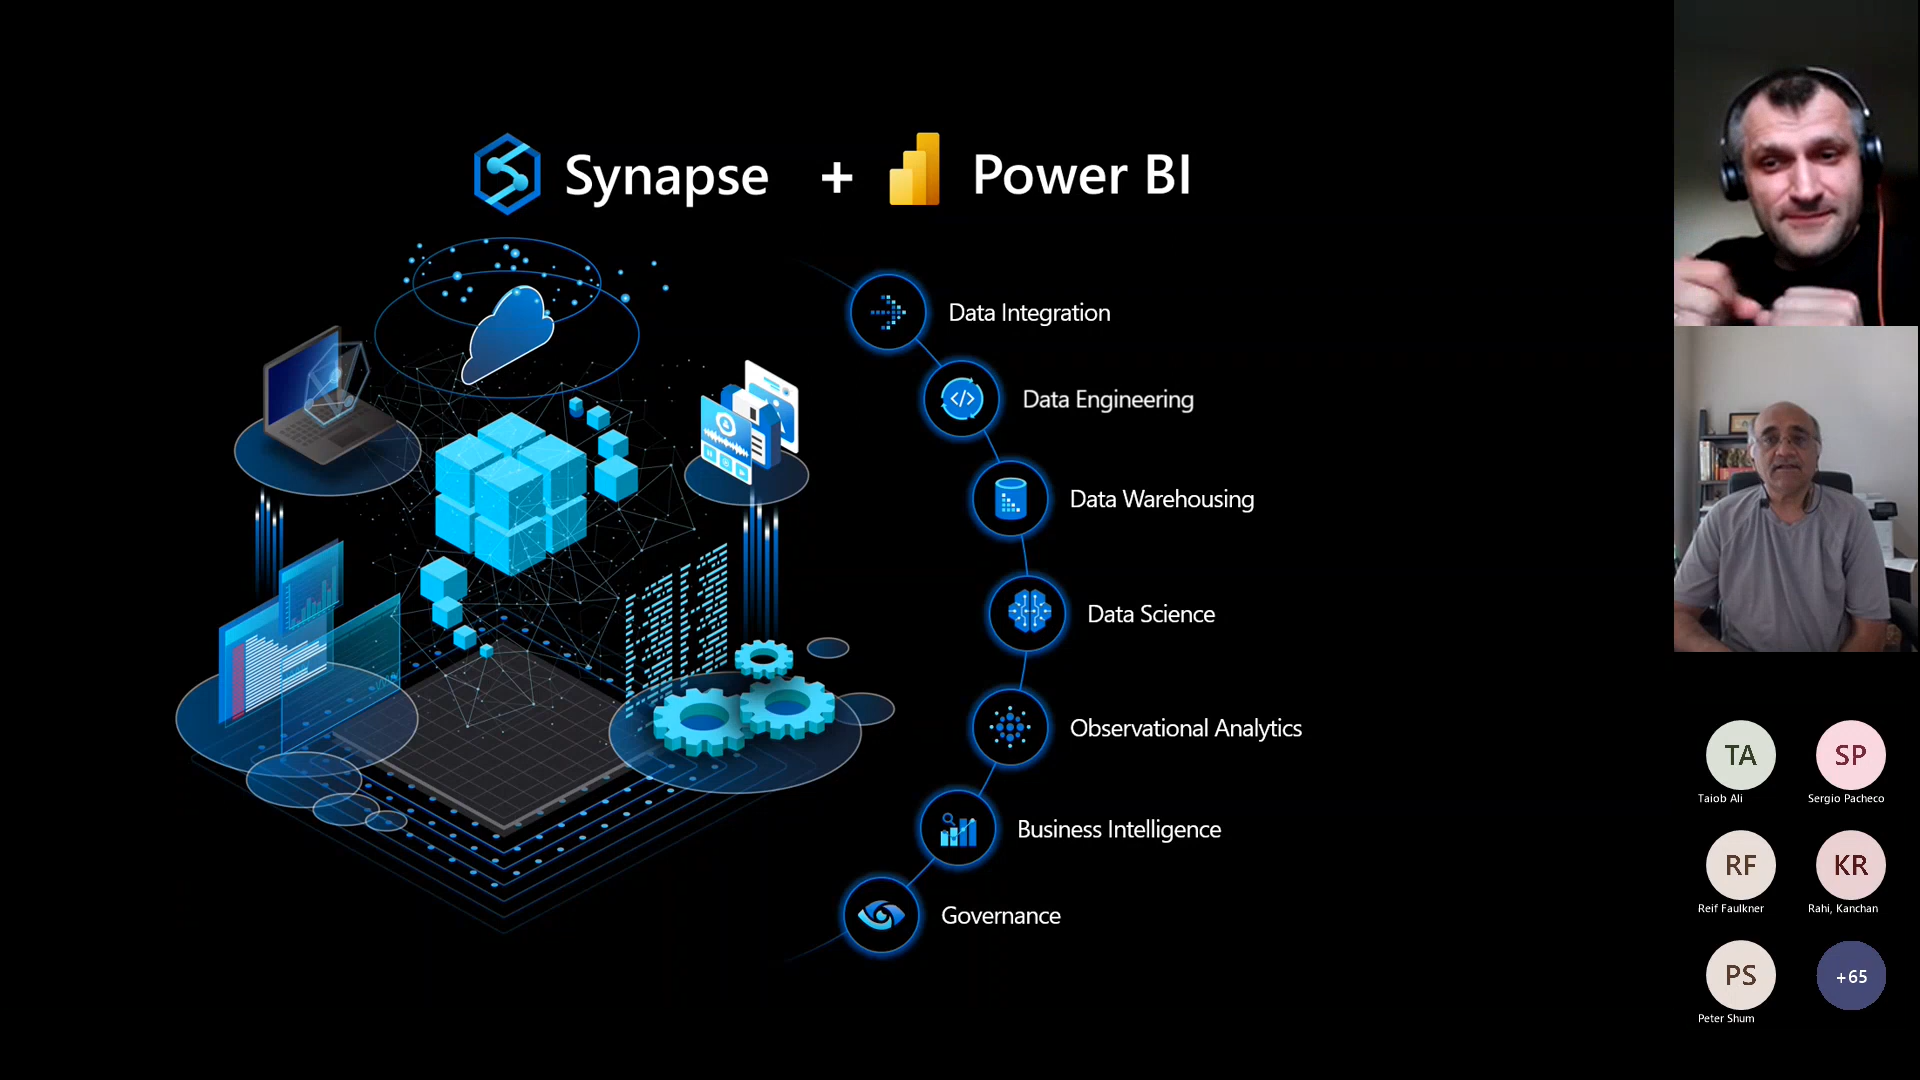 Synapse + Power BI
Data Integration
Data Engineering
Data Warehousing
Data Science
Observational Analytics
Business Intelligence
Governance
TA
Taiob Ali
SP
Sergio Pacheco
RF
Reif Faulkner
KR
Rahi, Kanchan
PS
Peter Shum
+65